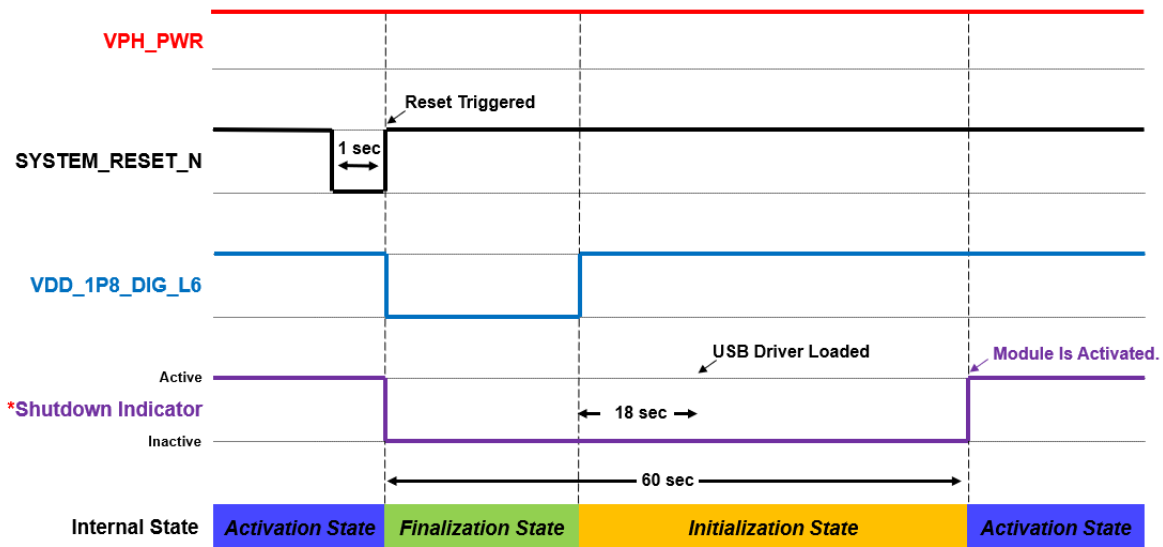 VPH_PWR
Reset Triggered
1 sec
SYSTEM_RESET_N
VDD_1P8_DIG_L6
USB Driver Loaded
Module Is Activated.
Active
*Shutdown Indicator
18 sec
Inactive
60 sec
Internal State
Activation State
Finalization State
Initialization State
Activation State